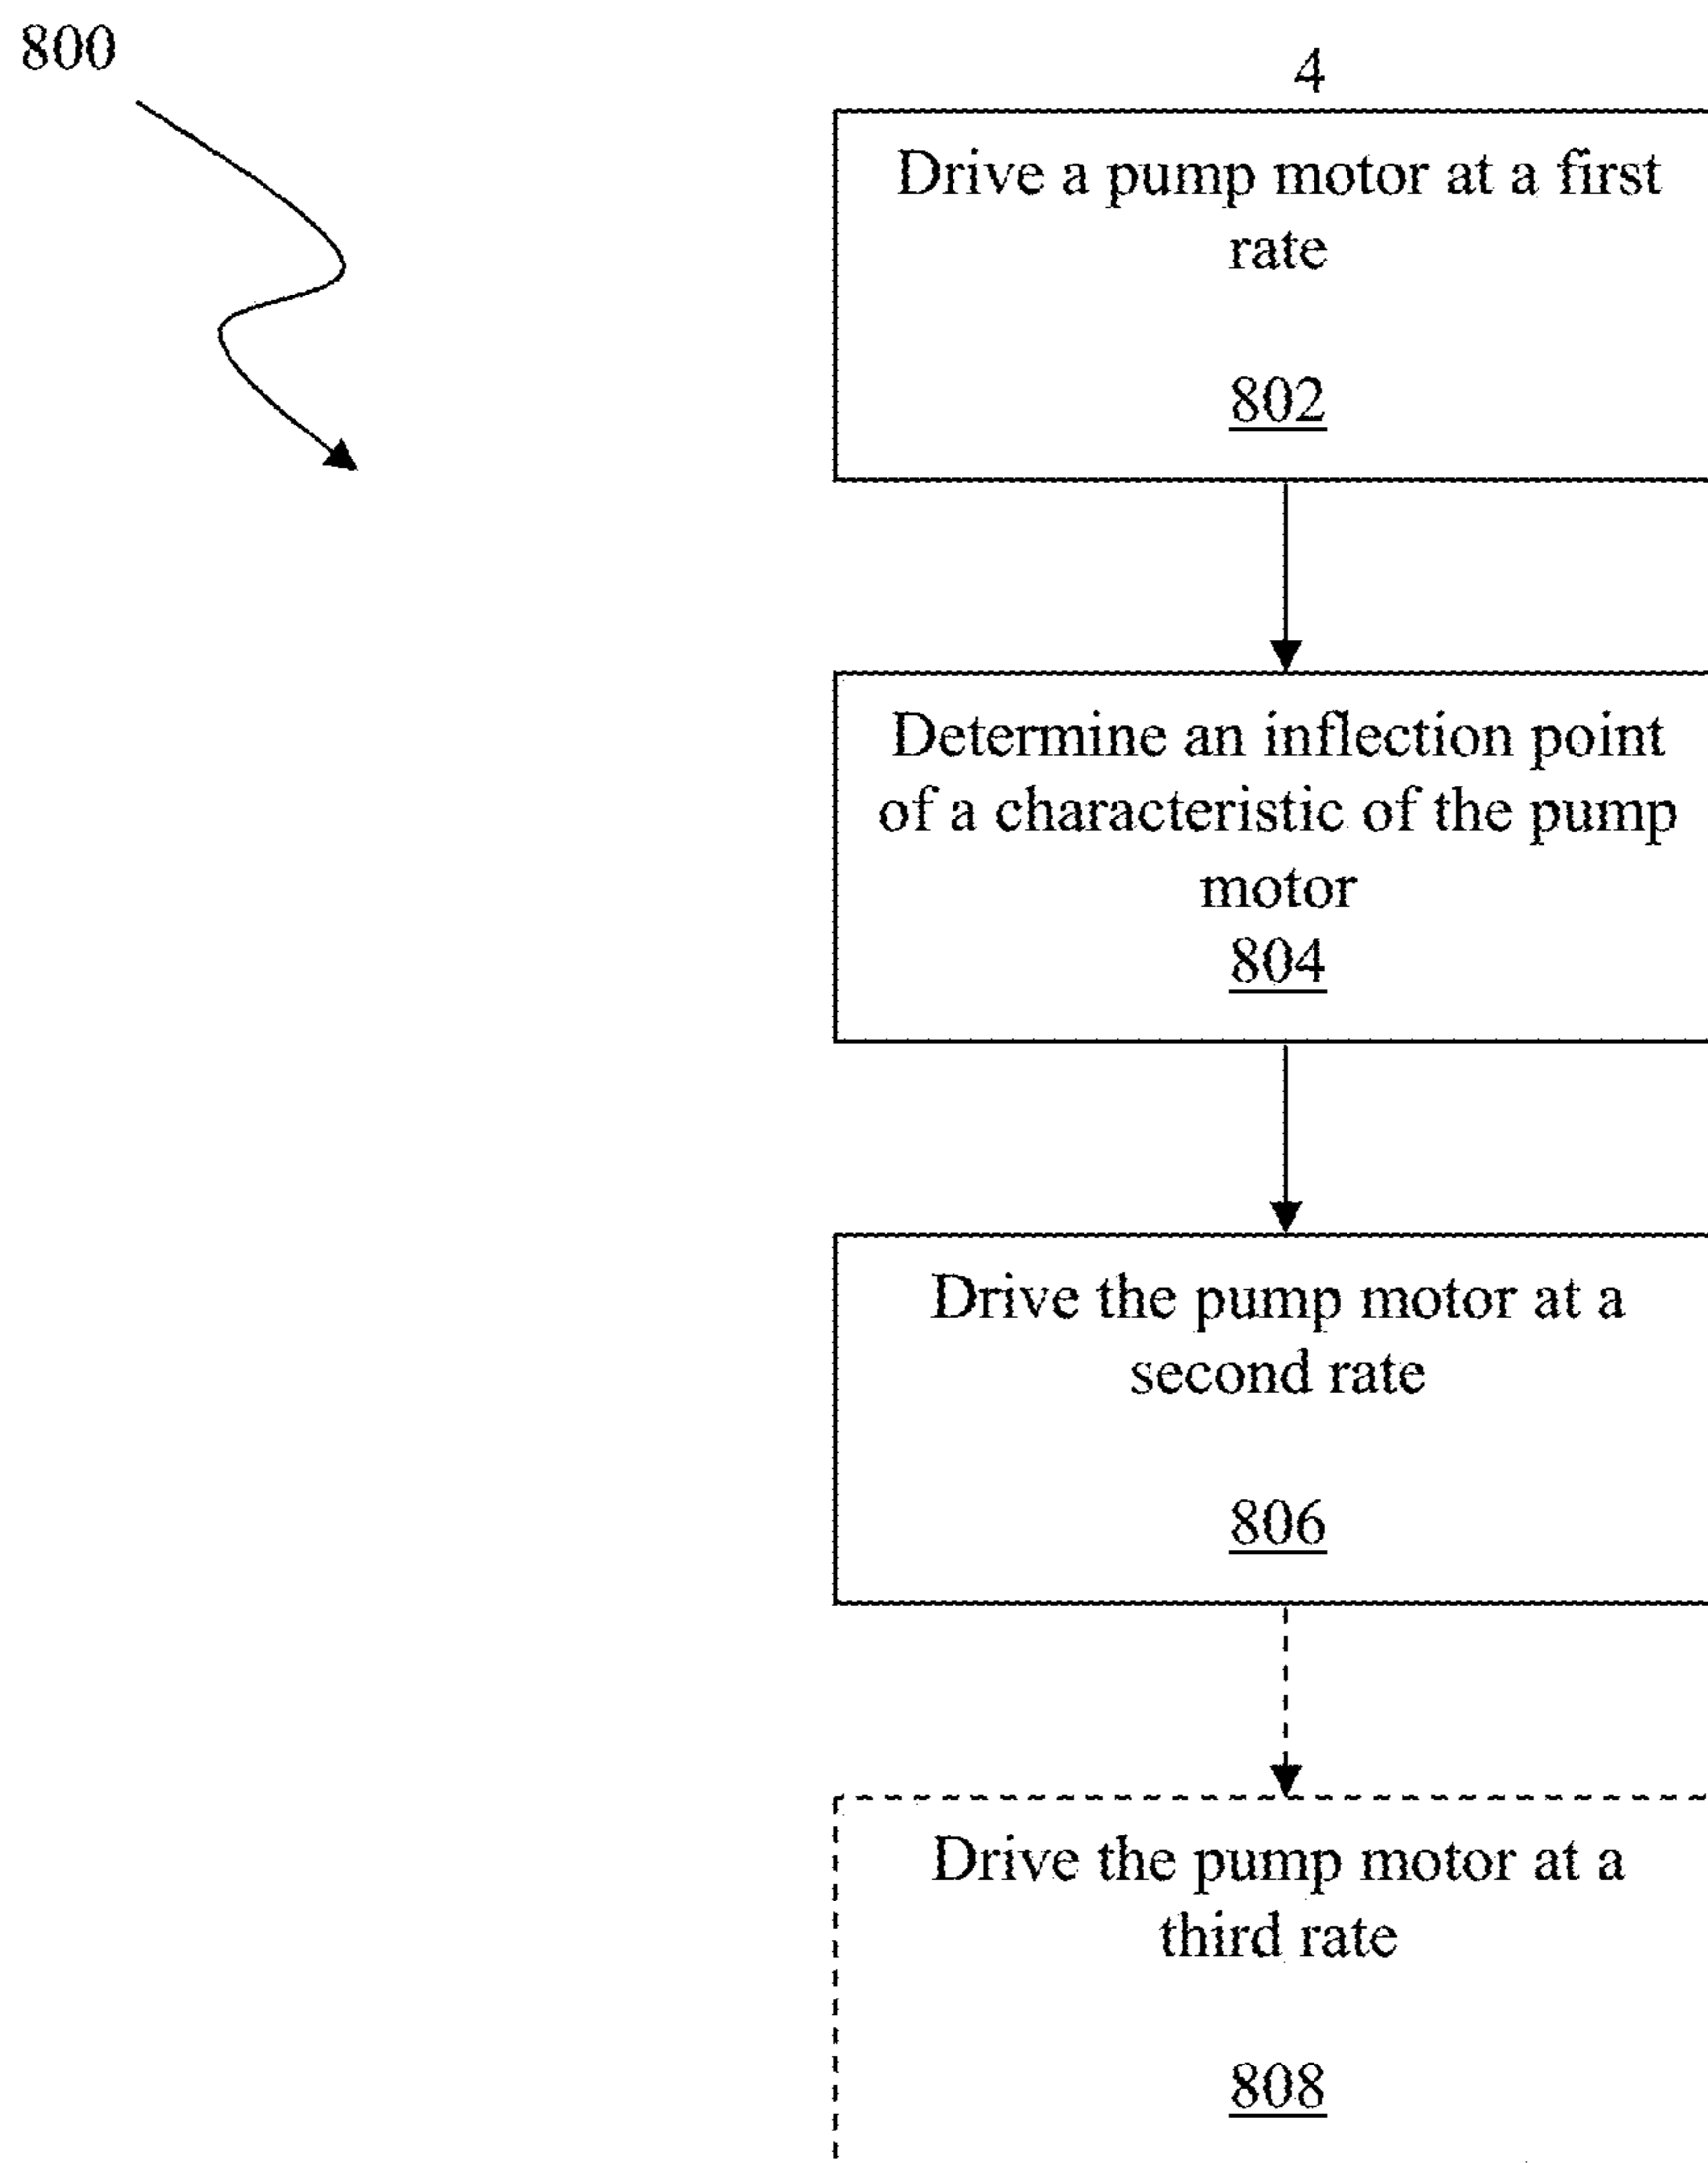 800
4
Drive a pump motor at a first
rate
802
Determine an inflection point
of a characteristic of the pump
motor
804
Drive the pump motor at a
second rate
806
Drive the pump motor at a
third rate
808